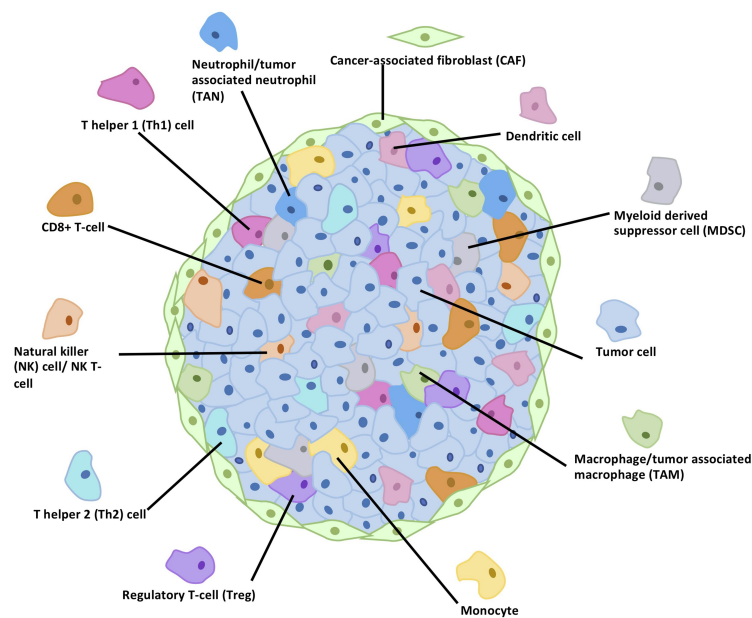 Neutrophil/tumor
associated neutrophil
(TAN)
Cancer-associated fibroblast (CAF)
T helper 1 (Th1) cell
Dendritic cell
CD8+ T-cell
Myeloid derived
suppressor cell (MDSC)
Natural killer
(NK) cell/ NK T-
cell
Tumor cell
Macrophage/tumor associated
macrophage (TAM)
T helper 2 (Th2) cell
Regulatory T-cell (Treg)
Monocyte